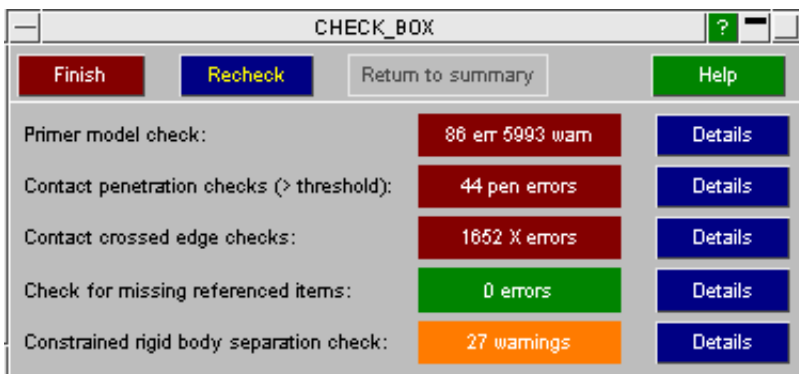 CHECK_BOX ?
Finish Recheck Return to summary Help
Primer model check: 86 err 5993 warn Details
Contact penetration checks (> threshold): 44 pen errors Details
Contact crossed edge checks: 1652 X errors Details
Check for missing referenced items: 0 errors Details
Constrained rigid body separation check: 27 warnings Details